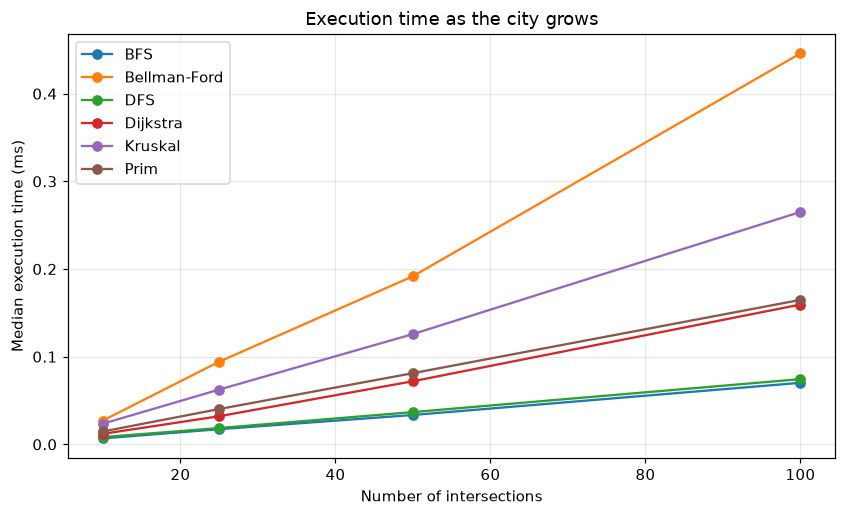 Execution time as the city grows
BFS
Bellman-Ford
DFS
Dijkstra
Kruskal
Prim
Median execution time (ms)
0.4
0.3
0.2
0.1
0.0
20 40 60 80 100
Number of intersections